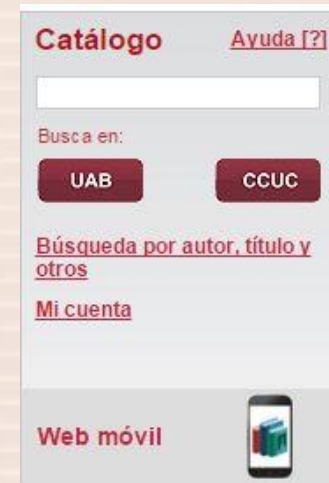 Catálogo Ayuda [?]
Busca en:
UAB CCUC
Búsqueda por autor, título y
otros
Mi cuenta
Web móvil